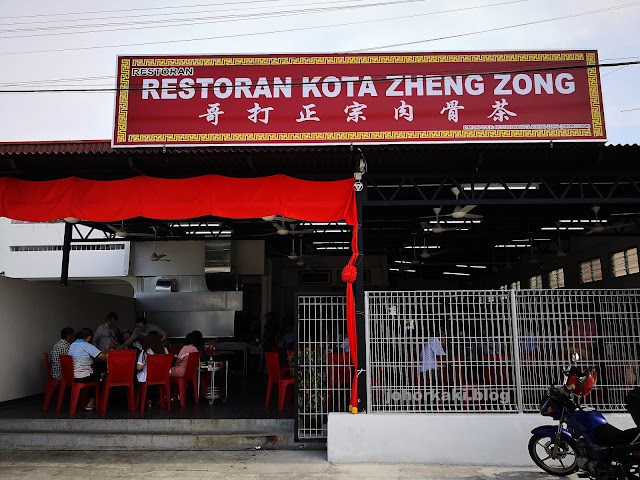 RESTORAN
RESTORAN KOTA ZHENG ZONG
哥打正宗肉骨茶
johorkaki.blog